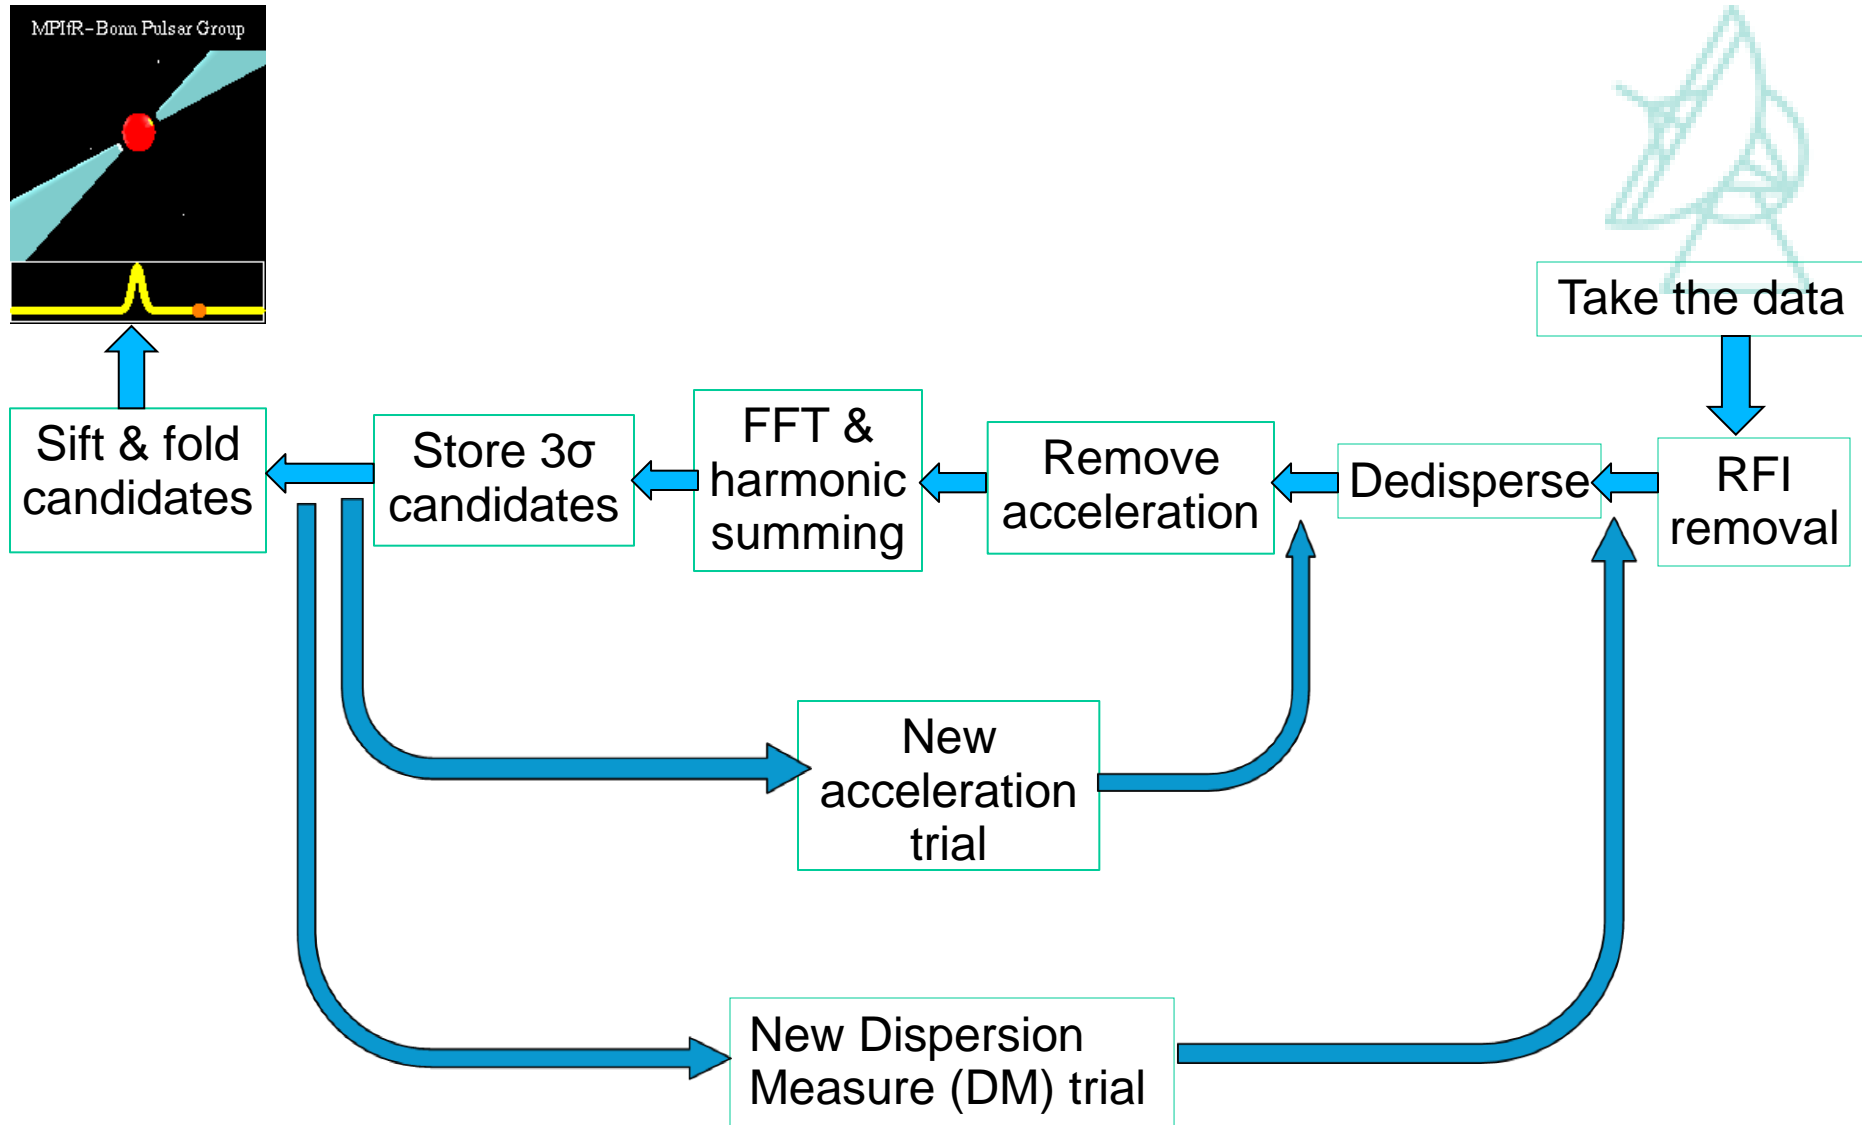 MPIfR-Bonn Pulsar Group
Take the data
Sift & fold
candidates
Store 3σ
candidates
FFT &
harmonic
summing
Remove
acceleration
Dedisperse
RFI
removal
New
acceleration
trial
New Dispersion
Measure (DM) trial